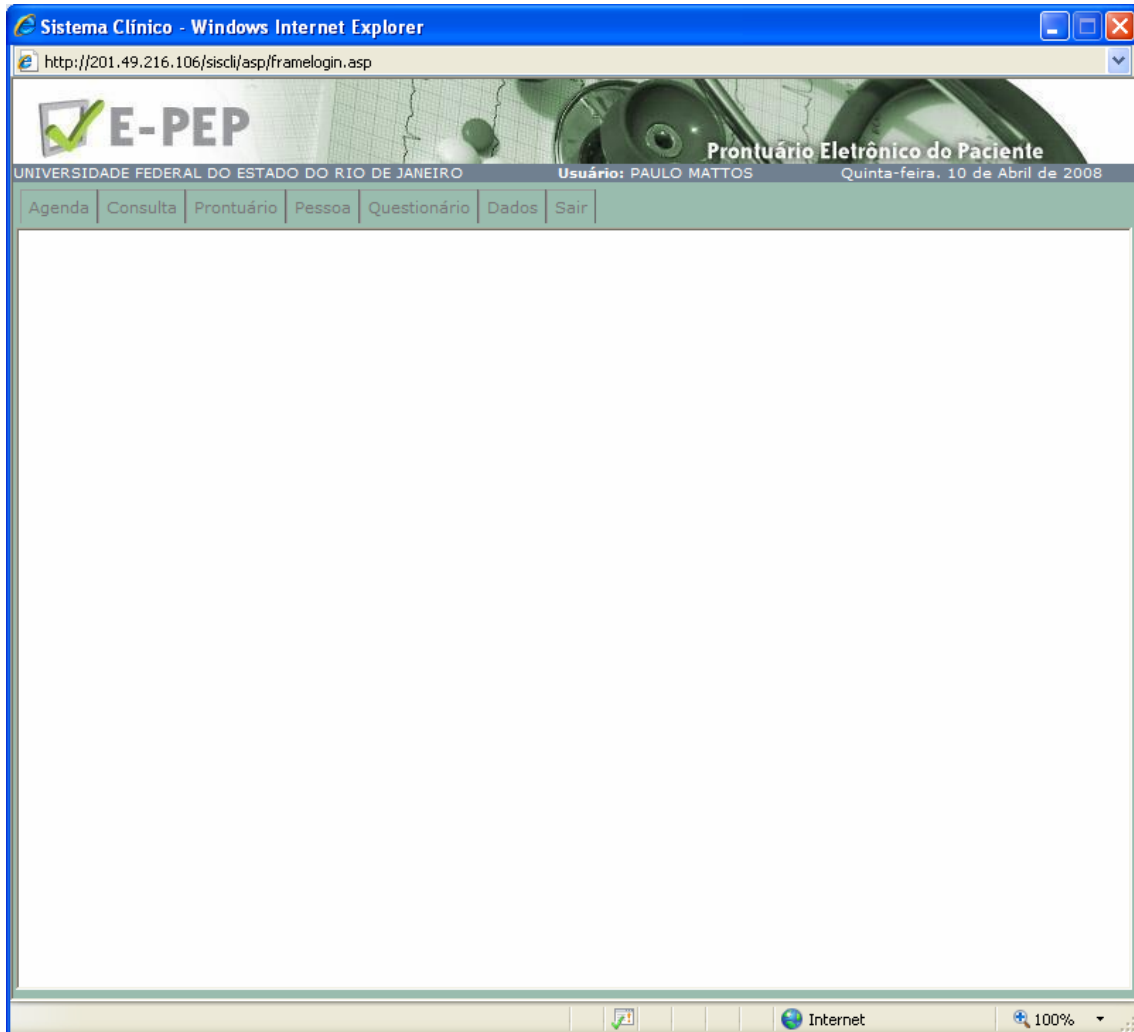 Sistema Clínico - Windows Internet Explorer
http://201.49.216.106/siscli/asp/framelogin.asp
E-PEP
Prontuário Eletrônico do Paciente
UNIVERSIDADE FEDERAL DO ESTADO DO RIO DE JANEIRO Usuário: PAULO MATTOS Quinta-feira. 10 de Abril de 2008
Agenda Consulta Prontuário Pessoa Questionário Dados Sair
Internet 100%